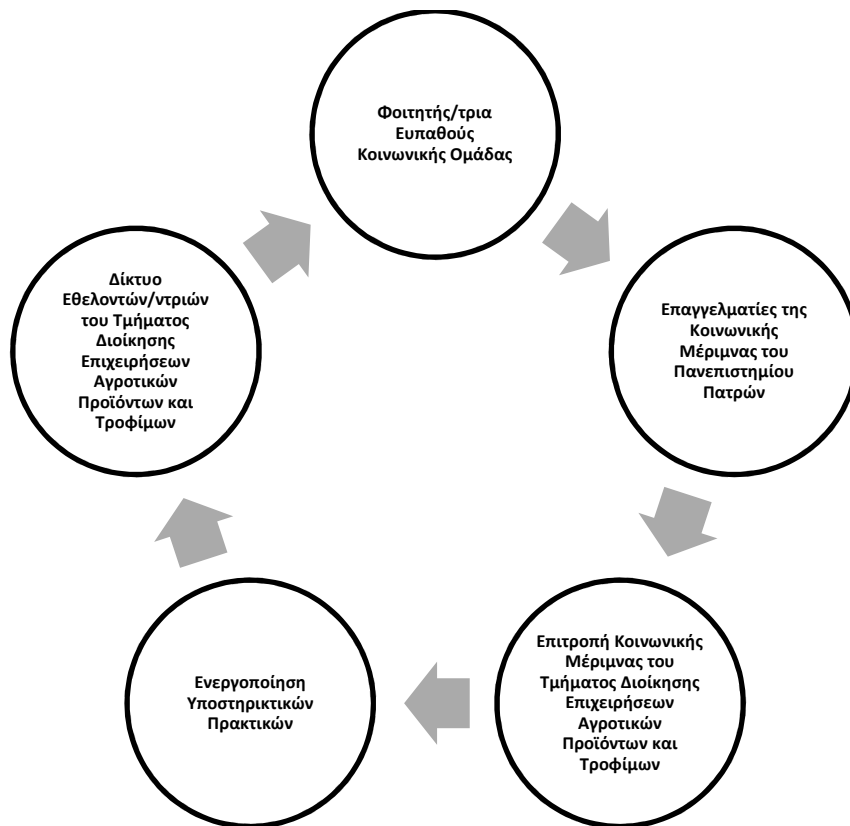 Φοιτητής/τρια
Ευπαθούς
Κοινωνικής Ομάδας
Επαγγελματίες της
Κοινωνικής
Μέριμνας του
Πανεπιστημίου
Πατρών
Επιτροπή Κοινωνικής
Μέριμνας του
Τμήματος Διοίκησης
Επιχειρήσεων
Αγροτικών
Προϊόντων και
Τροφίμων
Ενεργοποίηση
Υποστηρικτικών
Πρακτικών
Δίκτυο
Εθελοντών/ντριών
του Τμήματος
Διοίκησης
Επιχειρήσεων
Αγροτικών
Προϊόντων και
Τροφίμων